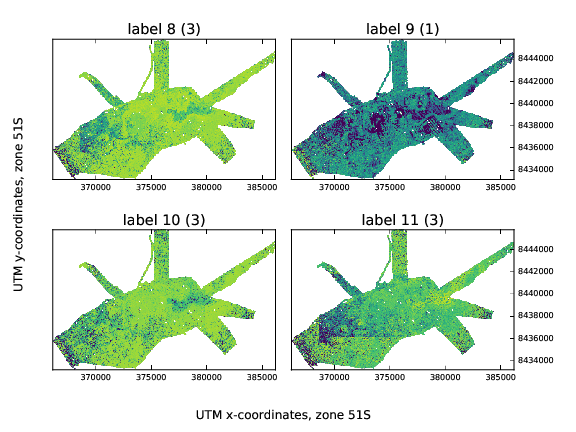 label 8 (3)
label 9 (1)
8444000
8442000
8440000
8438000
8436000
8434000
370000 375000 380000 385000
370000 375000 380000 385000
UTM y-coordinates, zone 51S
label 10 (3)
label 11 (3)
8444000
8442000
8440000
8438000
8436000
8434000
370000 375000 380000 385000
370000 375000 380000 385000
UTM x-coordinates, zone 51S